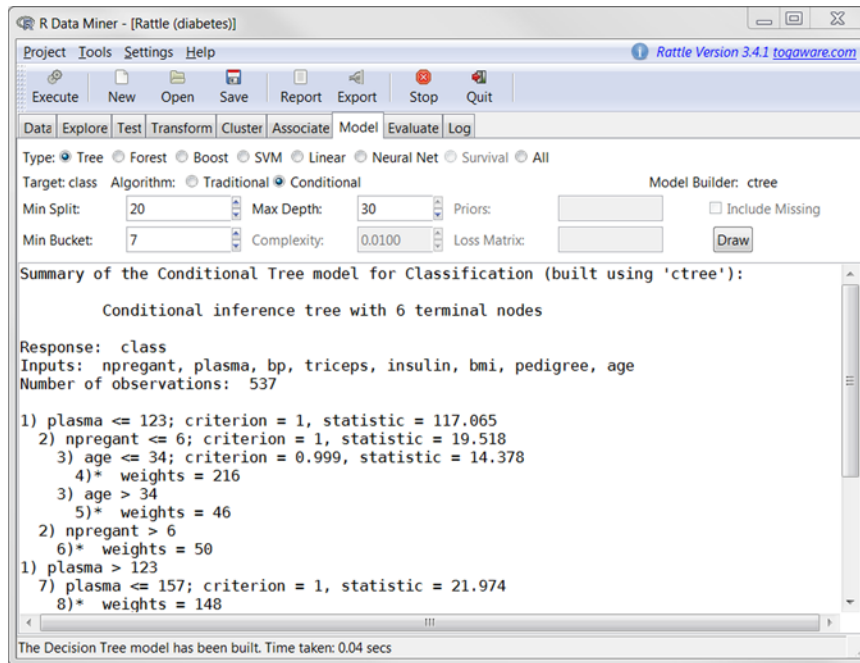 R Data Miner - [Rattle (diabetes)]
Project Tools Settings Help
Rattle Version 3.4.1 togaware.com
Execute New Open Save Report Export Stop Quit
Data Explore Test Transform Cluster Associate Model Evaluate Log
Type: Tree Forest Boost SVM Linear Neural Net Survival All
Target: class Algorithm: Traditional Conditional Model Builder: ctree
Min Split: 20 Max Depth: 30 Priors: Include Missing
Min Bucket: 7 Complexity: 0.0100 Loss Matrix: Draw
Summary of the Conditional Tree model for Classification (built using 'ctree'):
Conditional inference tree with 6 terminal nodes
Response: class
Inputs: npregant, plasma, bp, triceps, insulin, bmi, pedigree, age
Number of observations: 537
1) plasma <= 123; criterion = 1, statistic = 117.065
2) npregant <= 6; criterion = 1, statistic = 19.518
3) age <= 34; criterion = 0.999, statistic = 14.378
4)* weights = 216
3) age > 34
5)* weights = 46
2) npregant > 6
6)* weights = 50
1) plasma > 123
7) plasma <= 157; criterion = 1, statistic = 21.974
8)* weights = 148
The Decision Tree model has been built. Time taken: 0.04 secs